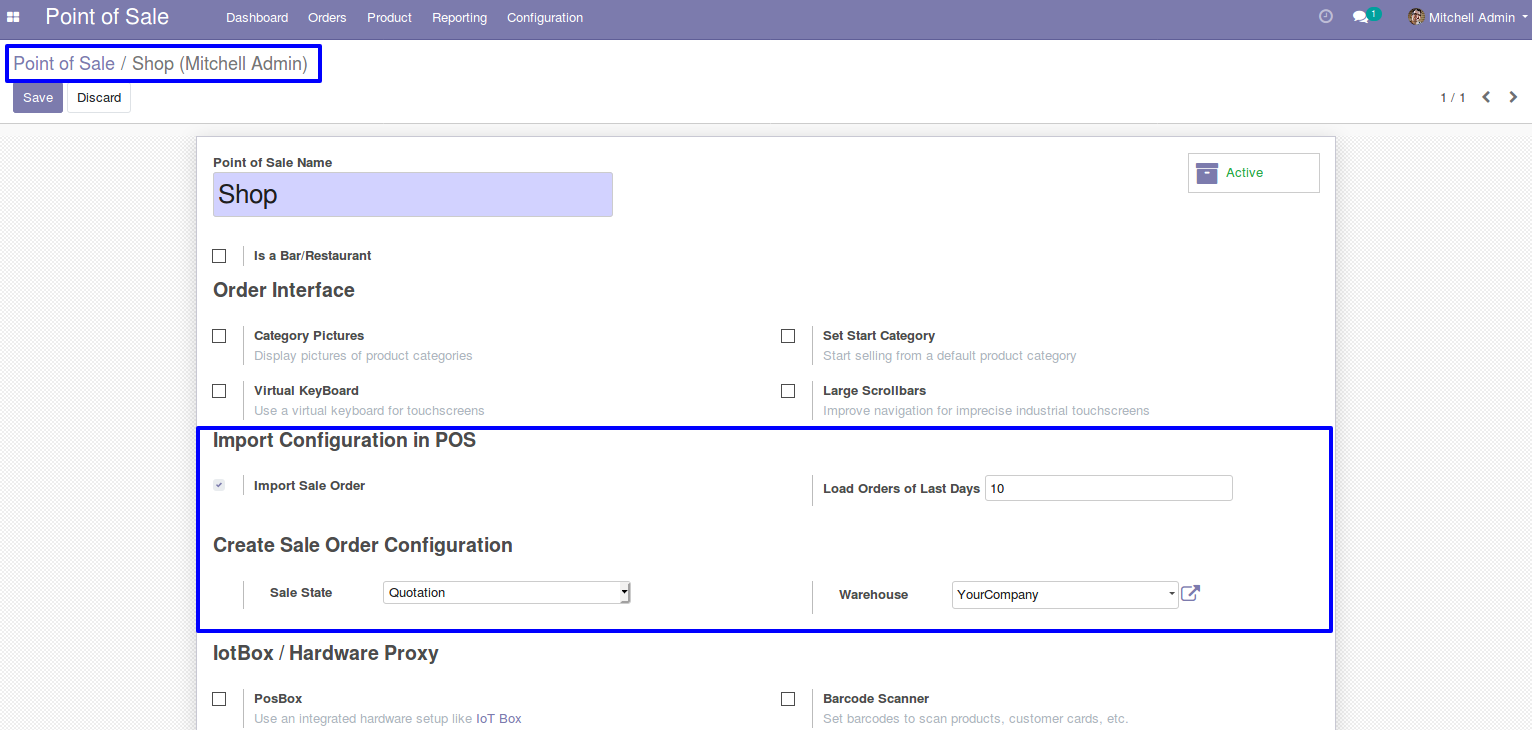 Point of Sale Dashboard Orders Product Reporting Configuration 1 Mitchell Admin
Point of Sale / Shop (Mitchell Admin)
Save Discard 1 / 1
Point of Sale Name
Shop
Active
Is a Bar/Restaurant
Order Interface
Category Pictures
Display pictures of product categories
Set Start Category
Start selling from a default product category
Virtual KeyBoard
Use a virtual keyboard for touchscreens
Large Scrollbars
Improve navigation for imprecise industrial touchscreens
Import Configuration in POS
Import Sale Order
Load Orders of Last Days 10
Create Sale Order Configuration
Sale State Quotation
Warehouse YourCompany
IotBox / Hardware Proxy
PosBox
Use an integrated hardware setup like IoT Box
Barcode Scanner
Set barcodes to scan products, customer cards, etc.